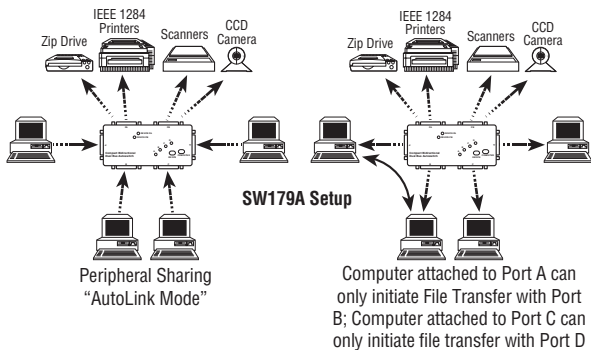 IEEE 1284
Printers
Zip Drive
Scanners
CCD
Camera
IEEE 1284
Printers
Zip Drive
Scanners
CCD
Camera
SW179A Setup
Peripheral Sharing
“AutoLink Mode”
Computer attached to Port A can
only initiate File Transfer with Port
B; Computer attached to Port C can
only initiate file transfer with Port D